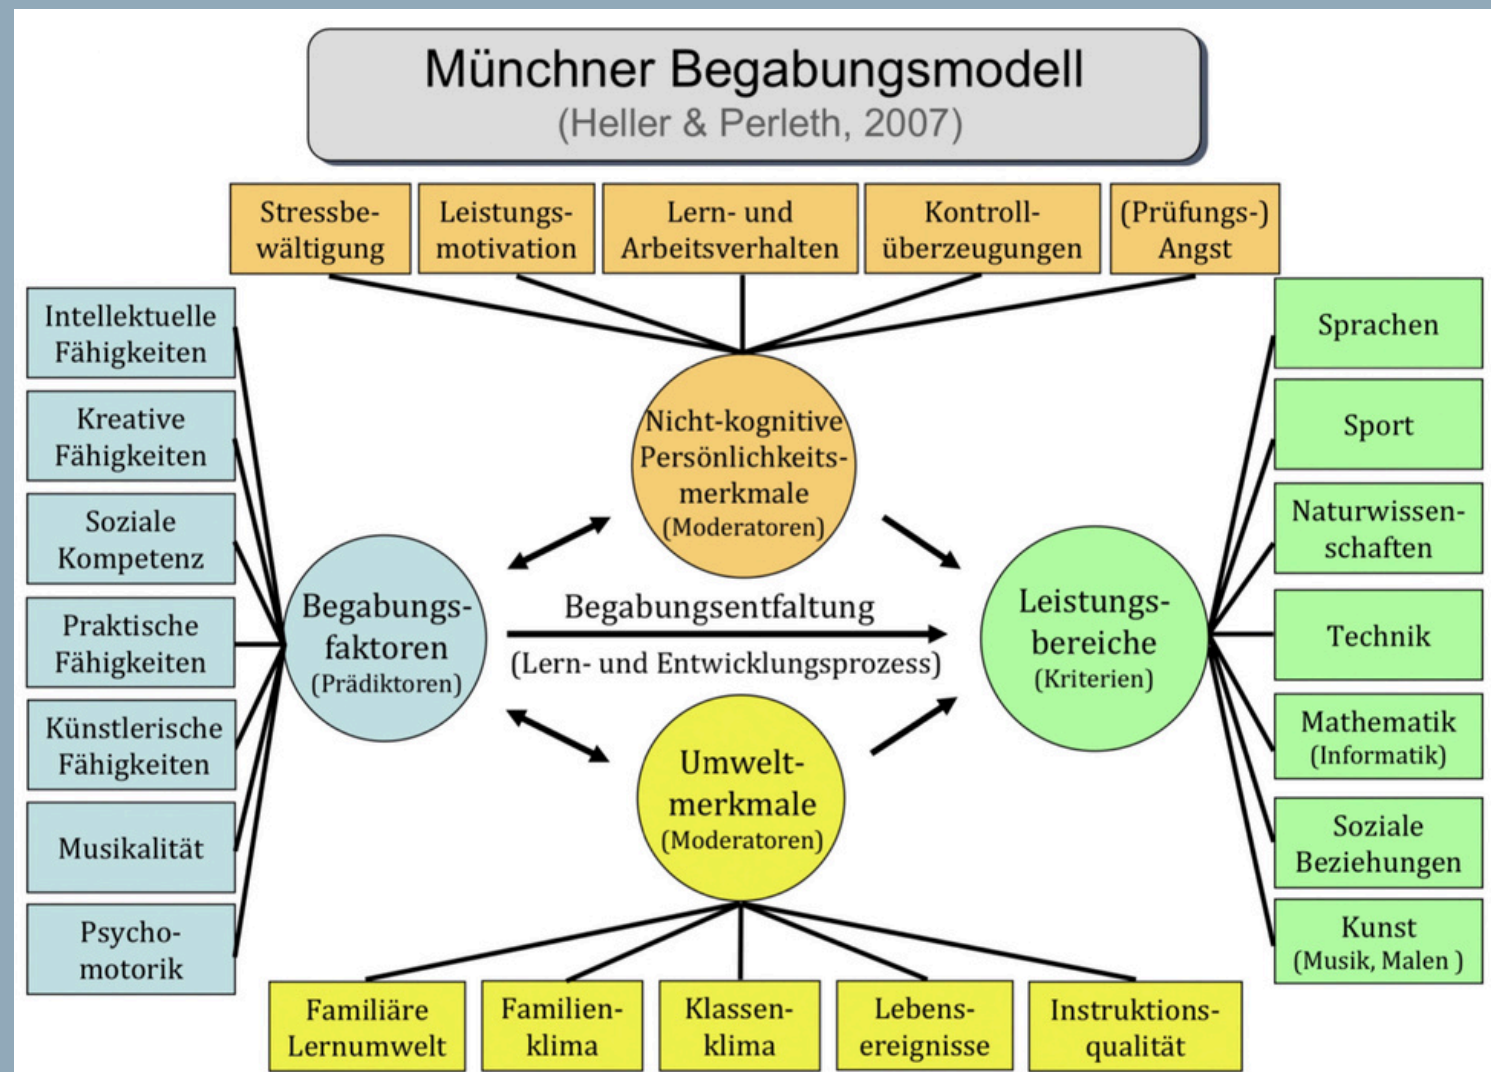 Münchner Begabungsmodell
(Heller & Perleth, 2007)
Stressbe-
wältigung
Leistungs-
motivation
Lern- und
Arbeitsverhalten
Kontroll-
überzeugungen
(Prüfungs-)
Angst
Intellektuelle
Fähigkeiten
Kreative
Fähigkeiten
Soziale
Kompetenz
Praktische
Fähigkeiten
Künstlerische
Fähigkeiten
Musikalität
Psycho-
motorik
Begabungs-
faktoren
(Prädiktoren)
Nicht-kognitive
Persönlichkeits-
merkmale
(Moderatoren)
Begabungsentfaltung
(Lern- und Entwicklungsprozess)
Umwelt-
merkmale
(Moderatoren)
Leistungs-
bereiche
(Kriterien)
Sprachen
Sport
Naturwissen-
schaften
Technik
Mathematik
(Informatik)
Soziale
Beziehungen
Kunst
(Musik, Malen )
Familiäre
Lernumwelt
Familien-
klima
Klassen-
klima
Lebens-
ereignisse
Instruktions-
qualität